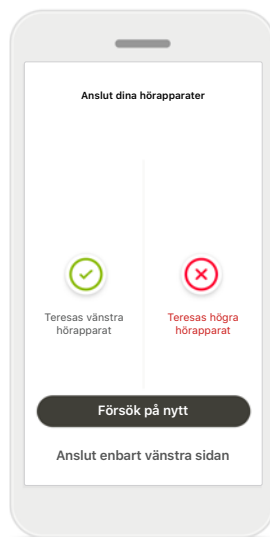 Anslut dina hörapparater
Teresas vänstra
hörapparat
Teresas högra
hörapparat
Försök på nytt
Anslut enbart vänstra sidan